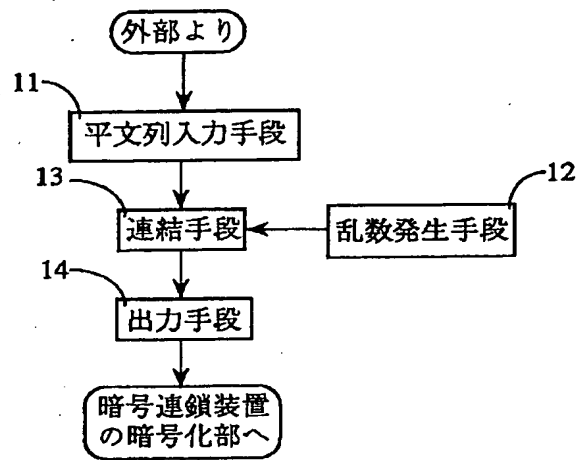 外部より
11
平文列入力手段
13
12
連結手段
乱数発生手段
14
出力手段
暗号連鎖装置
の暗号化部へ